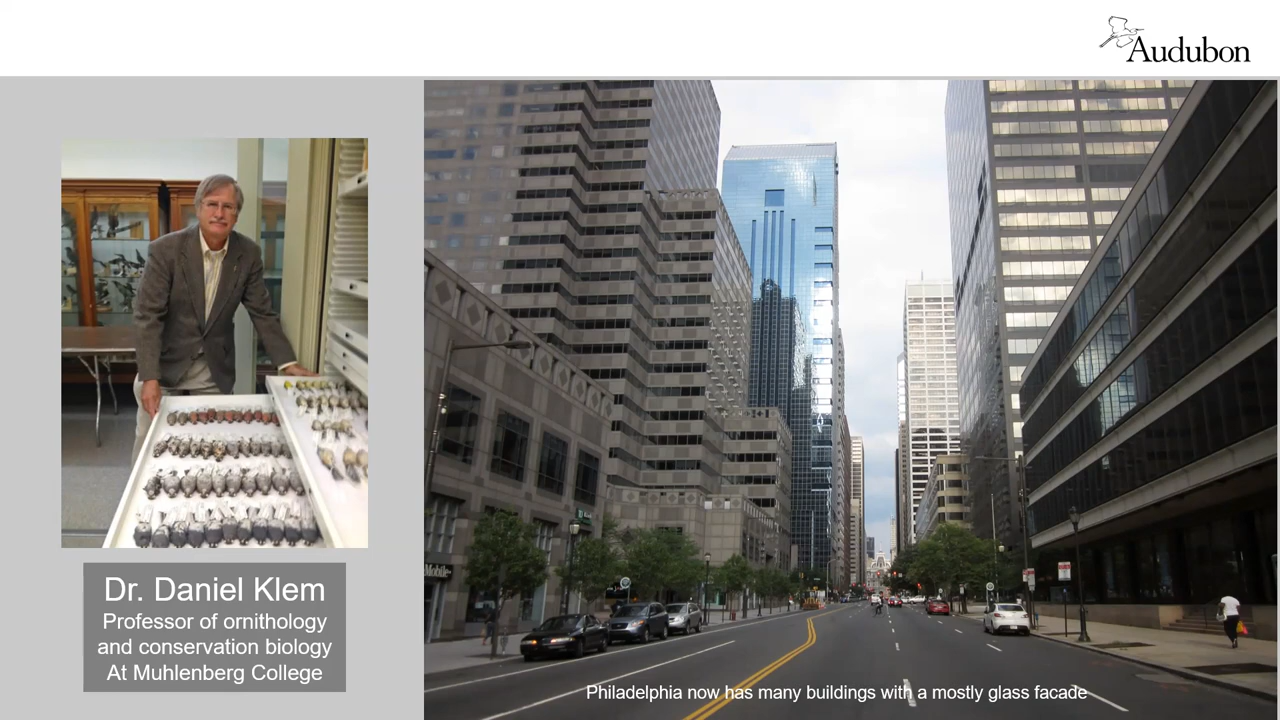 Audubon
Dr. Daniel Klem
Professor of ornithology
and conservation biology
At Muhlenberg College
Mobile
Philadelphia now has many buildings with a mostly glass facade